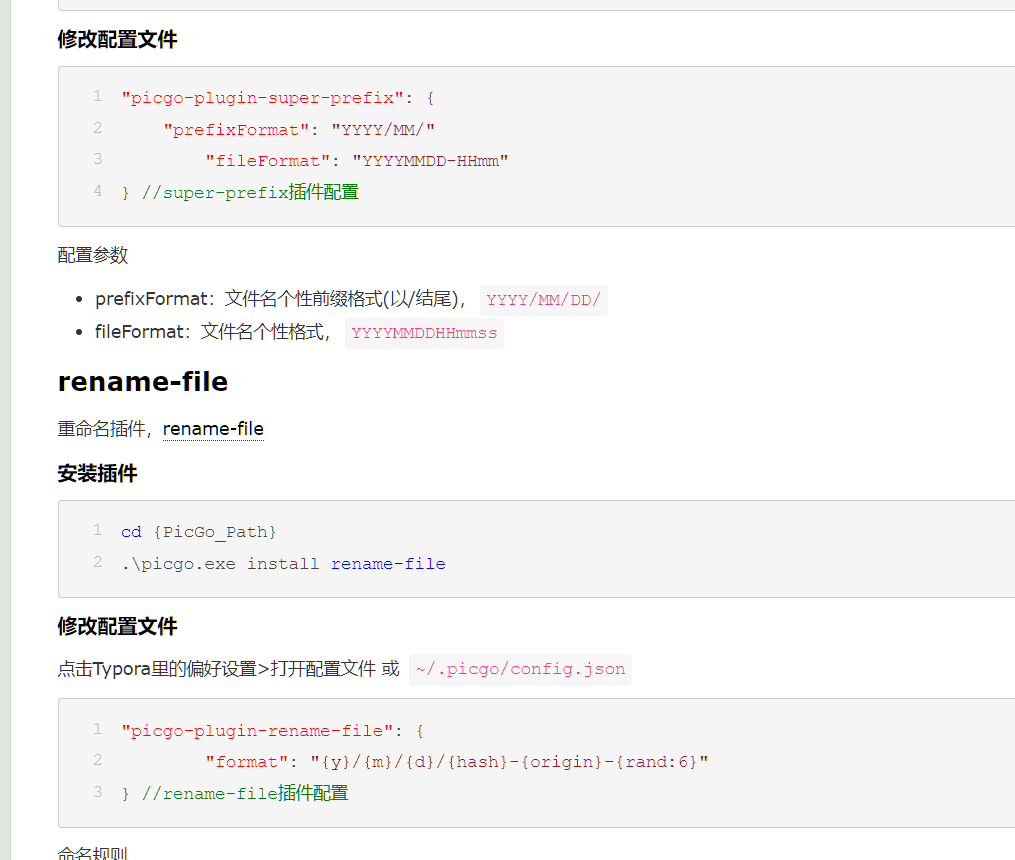 修改配置文件
1 "picgo-plugin-super-prefix": {
2 "prefixFormat": "YYYY/MM/"
3 "fileFormat": "YYYYMMDD-HHmm"
4 } //super-prefix插件配置
配置参数
• prefixFormat：文件名个性前缀格式(以/结尾)， YYYY/MM/DD/
• fileFormat：文件名个性格式， YYYYMMDDHHmmss
rename-file
重命名插件，rename-file
安装插件
1 cd {PicGo_Path}
2 .\picgo.exe install rename-file
修改配置文件
点击Typora里的偏好设置>打开配置文件 或 ~/.picgo/config.json
1 "picgo-plugin-rename-file": {
2 "format": "{y}/{m}/{d}/{hash}-{origin}-{rand:6}"
3 } //rename-file插件配置
命名规则